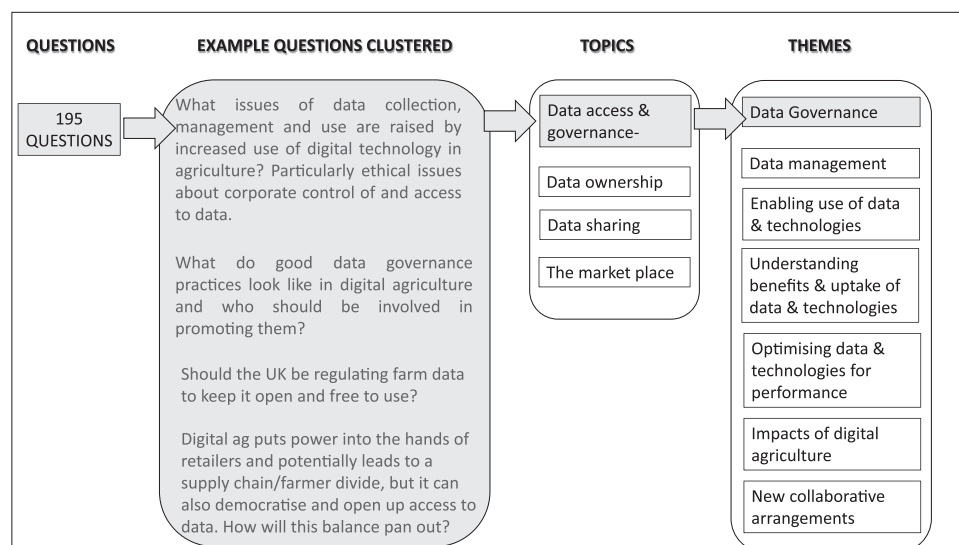 QUESTIONS
EXAMPLE QUESTIONS CLUSTERED
TOPICS
THEMES
195
QUESTIONS
What issues of data collection,
management and use are raised by
increased use of digital technology in
agriculture? Particularly ethical issues
about corporate control of and access
to data.
What do good data governance
practices look like in digital agriculture
and who should be involved in
promoting them?
Should the UK be regulating farm data
to keep it open and free to use?
Digital ag puts power into the hands of
retailers and potentially leads to a
supply chain/farmer divide, but it can
also democratise and open up access to
data. How will this balance pan out?
Data access &
governance-
Data ownership
Data sharing
The market place
Data Governance
Data management
Enabling use of data
& technologies
Understanding
benefits & uptake of
data & technologies
Optimising data &
technologies for
performance
Impacts of digital
agriculture
New collaborative
arrangements